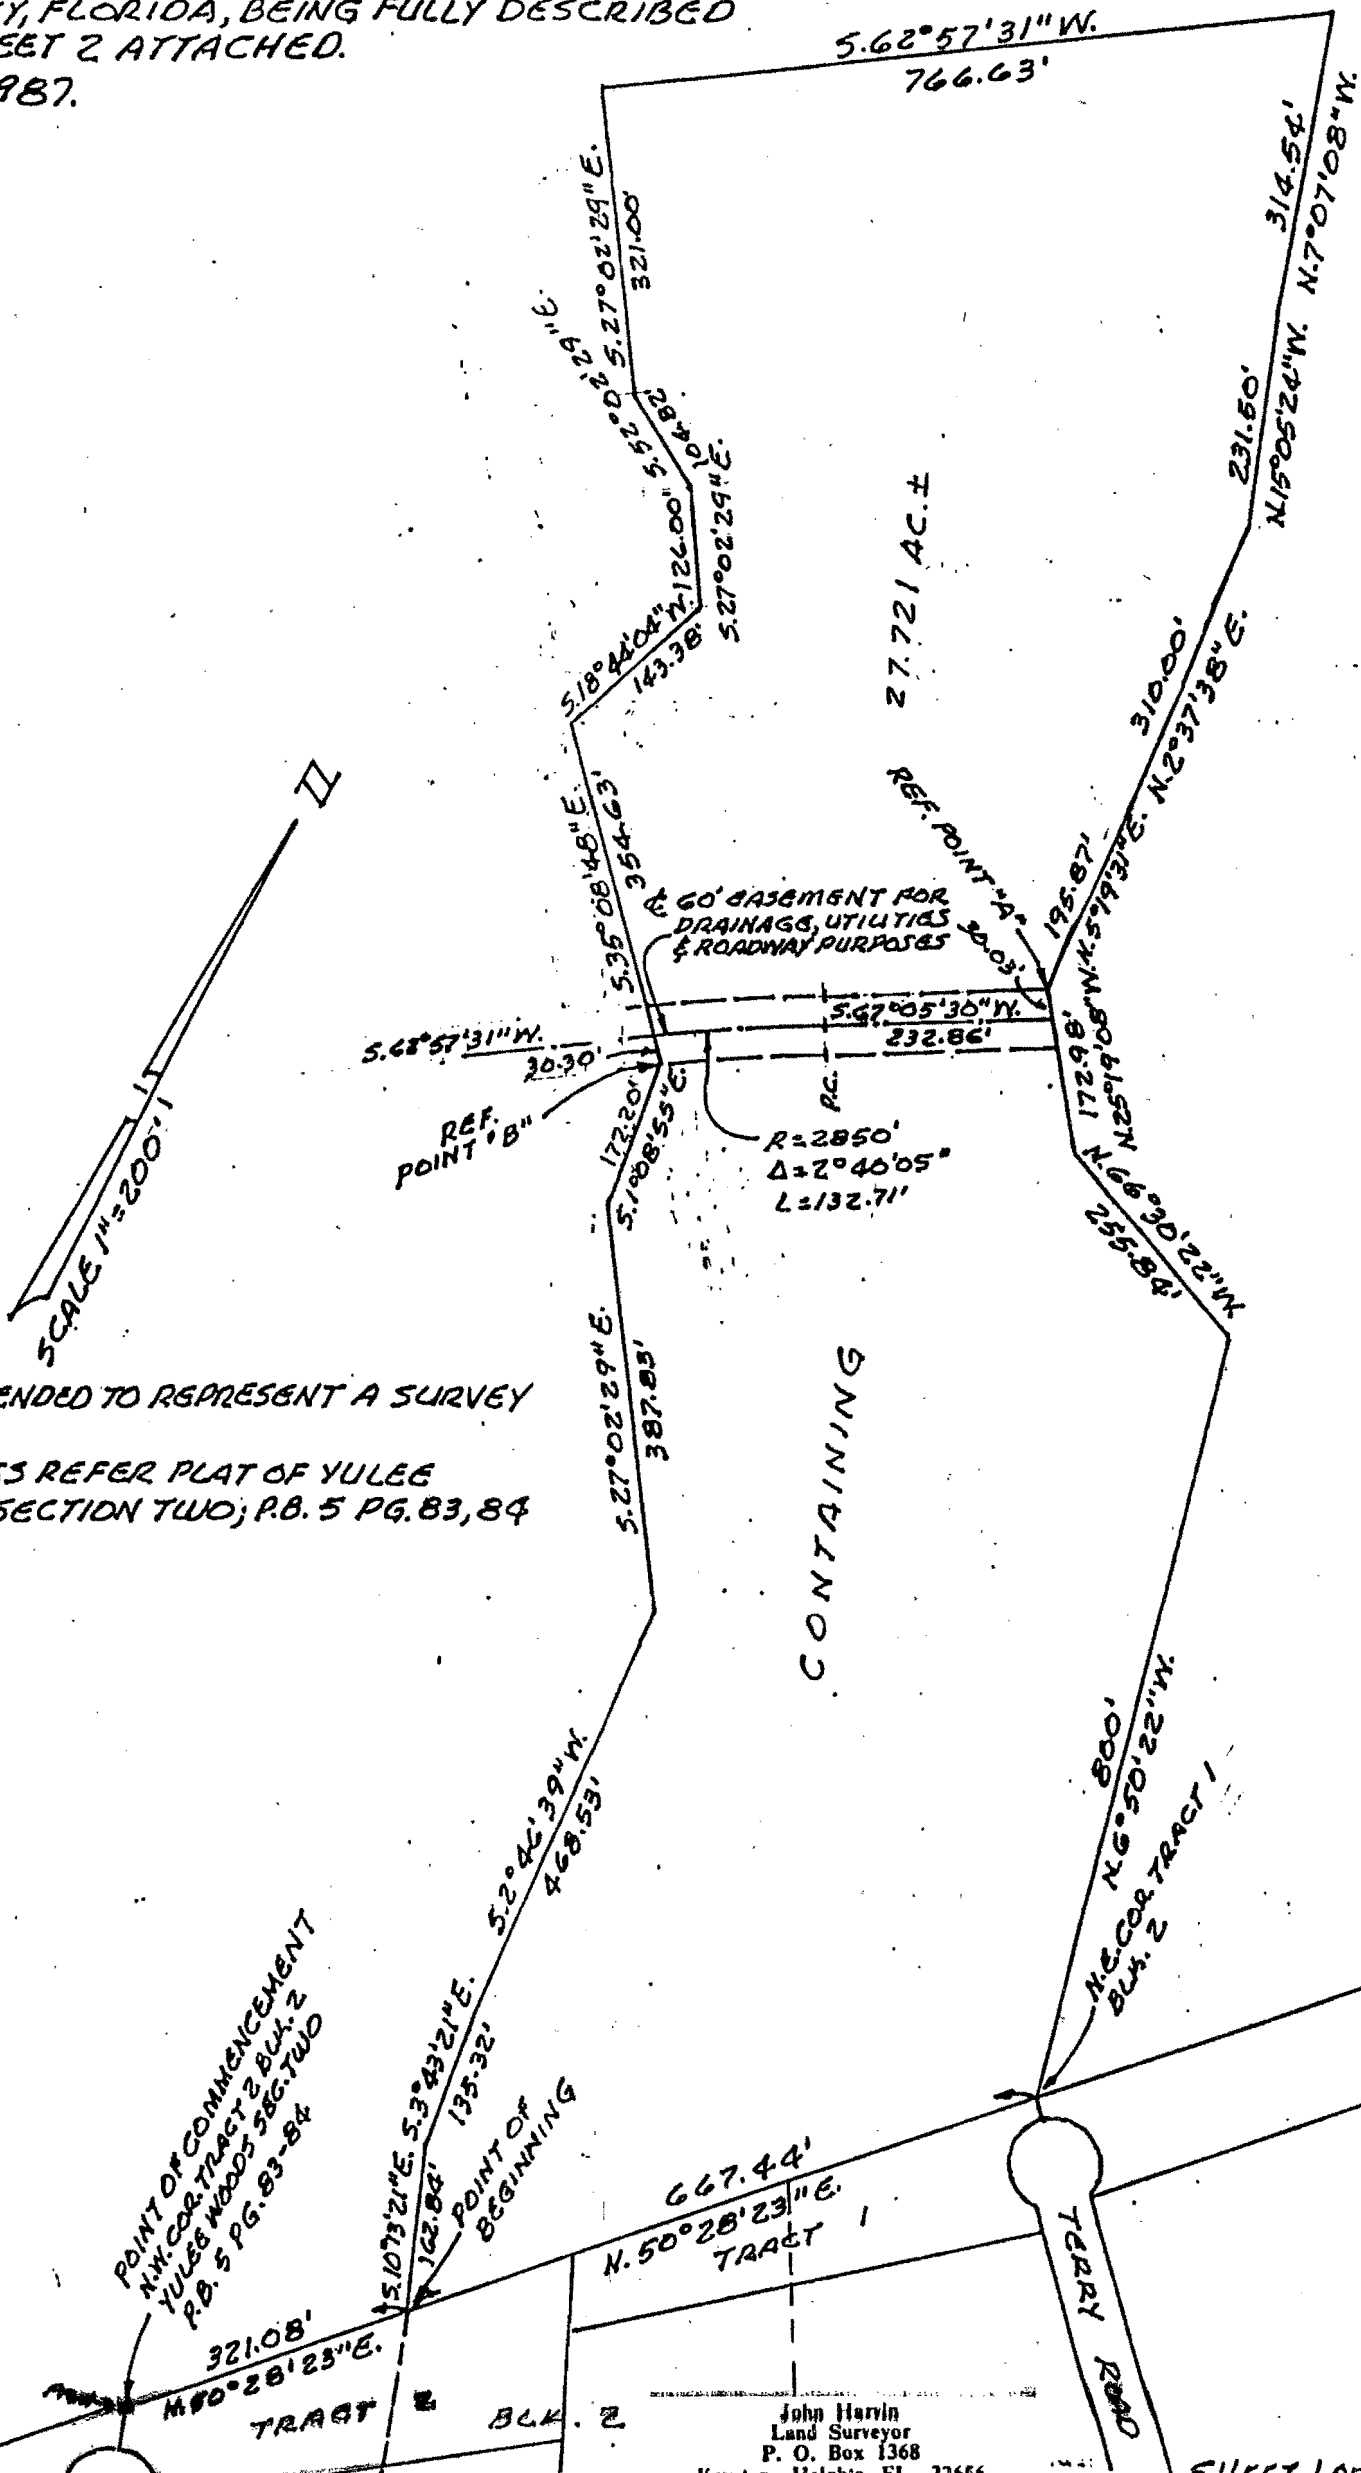 Y, FLORIDA, BEING FULLY DESCRIBED
EET 2 ATTACHED.
987.
S.62°57'31"W.
766.63'
314.54'
N.7°07'08"W.
231.50'
N.15°05'24"W.
310.00'
N.2°37'38"E.
195.87'
N.5°19'31"E.
S.27°02'29"E.
321.00'
S.52°02'29"E.
104.82'
126.00'
S.27°02'29"E.
S.18°44'04"W
143.38'
S.35°08'48"E.
354.63'
27.721 AC.±
REF. POINT "A"
30.03'
℄ 60' EASEMENT FOR
DRAINAGE, UTILITIES
& ROADWAY PURPOSES
S.67°05'30"W.
232.86'
S.62°57'31"W.
30.30'
REF.
POINT "B"
172.20'
S.1°08'55"E.
P.C.
R=2850'
Δ=2°40'05"
L=132.71'
172.98'
N.25°19'08"W.
255.84'
SCALE 1"=200'
ENDED TO REPRESENT A SURVEY
S REFER PLAT OF YULEE
SECTION TWO; P.B. 5 PG. 83,84
S.27°02'29"E.
387.83'
CONTAINING
S.2°46'39"W.
468.53'
800'
N.6°50'22"W.
N.E. COR. TRACT 1
BLK. 2
POINT OF COMMENCEMENT
N.W. COR. TRACT 2 BLK. 2
YULEE WOODS SEC. TWO
P.B. 5 PG. 83-84
S.3°43'21"E.
135.32'
162.84'
POINT OF
BEGINNING
667.44'
N.50°28'23"E.
TRACT 1
321.08'
N.50°28'23"E.
TRACT 2
BLK. 2
TERRY ROAD
John Harvin
Land Surveyor
P. O. Box 1368